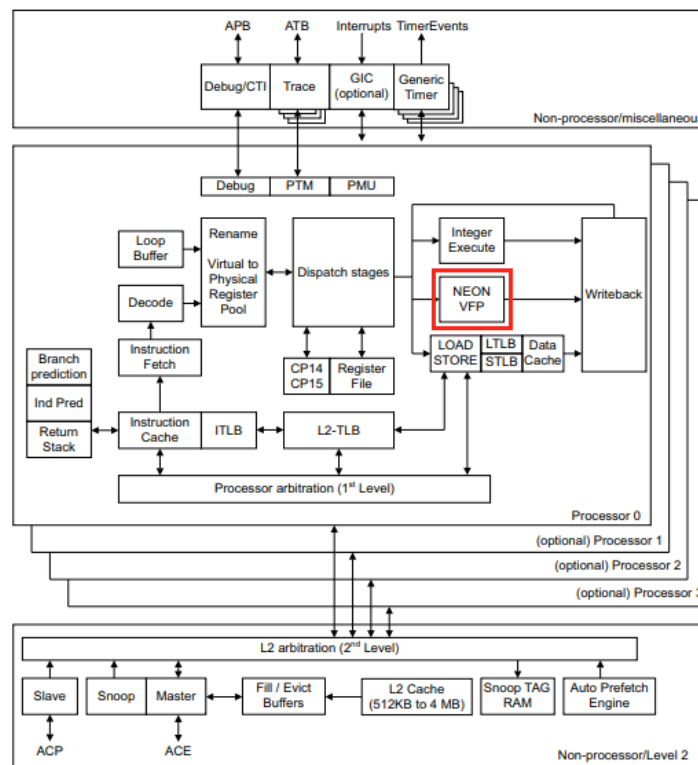 APB ATB Interrupts TimerEvents
Debug/CTI
Trace
GIC
(optional)
Generic
Timer
Non-processor/miscellaneous
Debug
PTM
PMU
Loop
Buffer
Rename
Virtual to
Physical
Register
Pool
Dispatch stages
Integer
Execute
Writeback
Decode
NEON
VFP
Instruction
Fetch
LOAD
STORE
LTLB
STLB
Data
Cache
Branch
prediction
Ind Pred
Return
Stack
CP14
CP15
Register
File
Instruction
Cache
ITLB
L2-TLB
Processor arbitration (1st Level)
Processor 0
(optional) Processor 1
(optional) Processor 2
(optional) Processor 3
L2 arbitration (2nd Level)
Slave
Snoop
Master
Fill / Evict
Buffers
L2 Cache
(512KB to 4 MB)
Snoop TAG
RAM
Auto Prefetch
Engine
ACP
ACE
Non-processor/Level 2